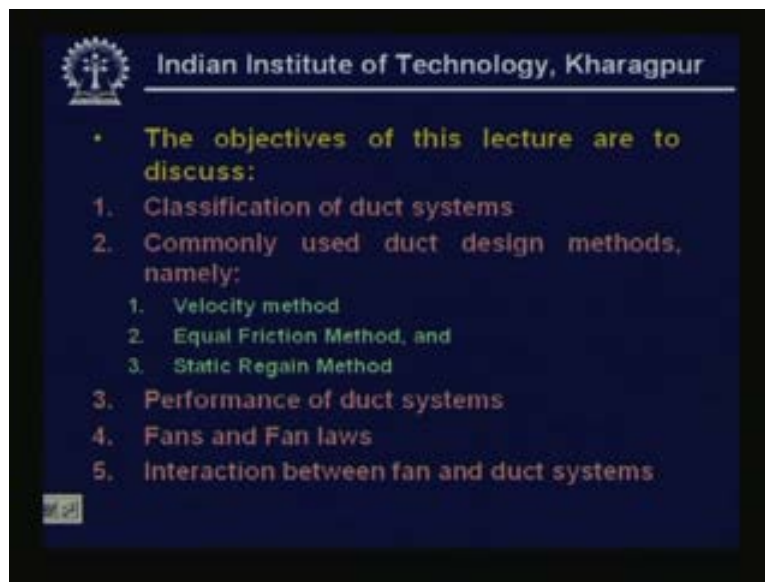 Indian Institute of Technology, Kharagpur
• The objectives of this lecture are to
discuss:
1. Classification of duct systems
2. Commonly used duct design methods,
namely:
1. Velocity method
2. Equal Friction Method, and
3. Static Regain Method
3. Performance of duct systems
4. Fans and Fan laws
5. Interaction between fan and duct systems